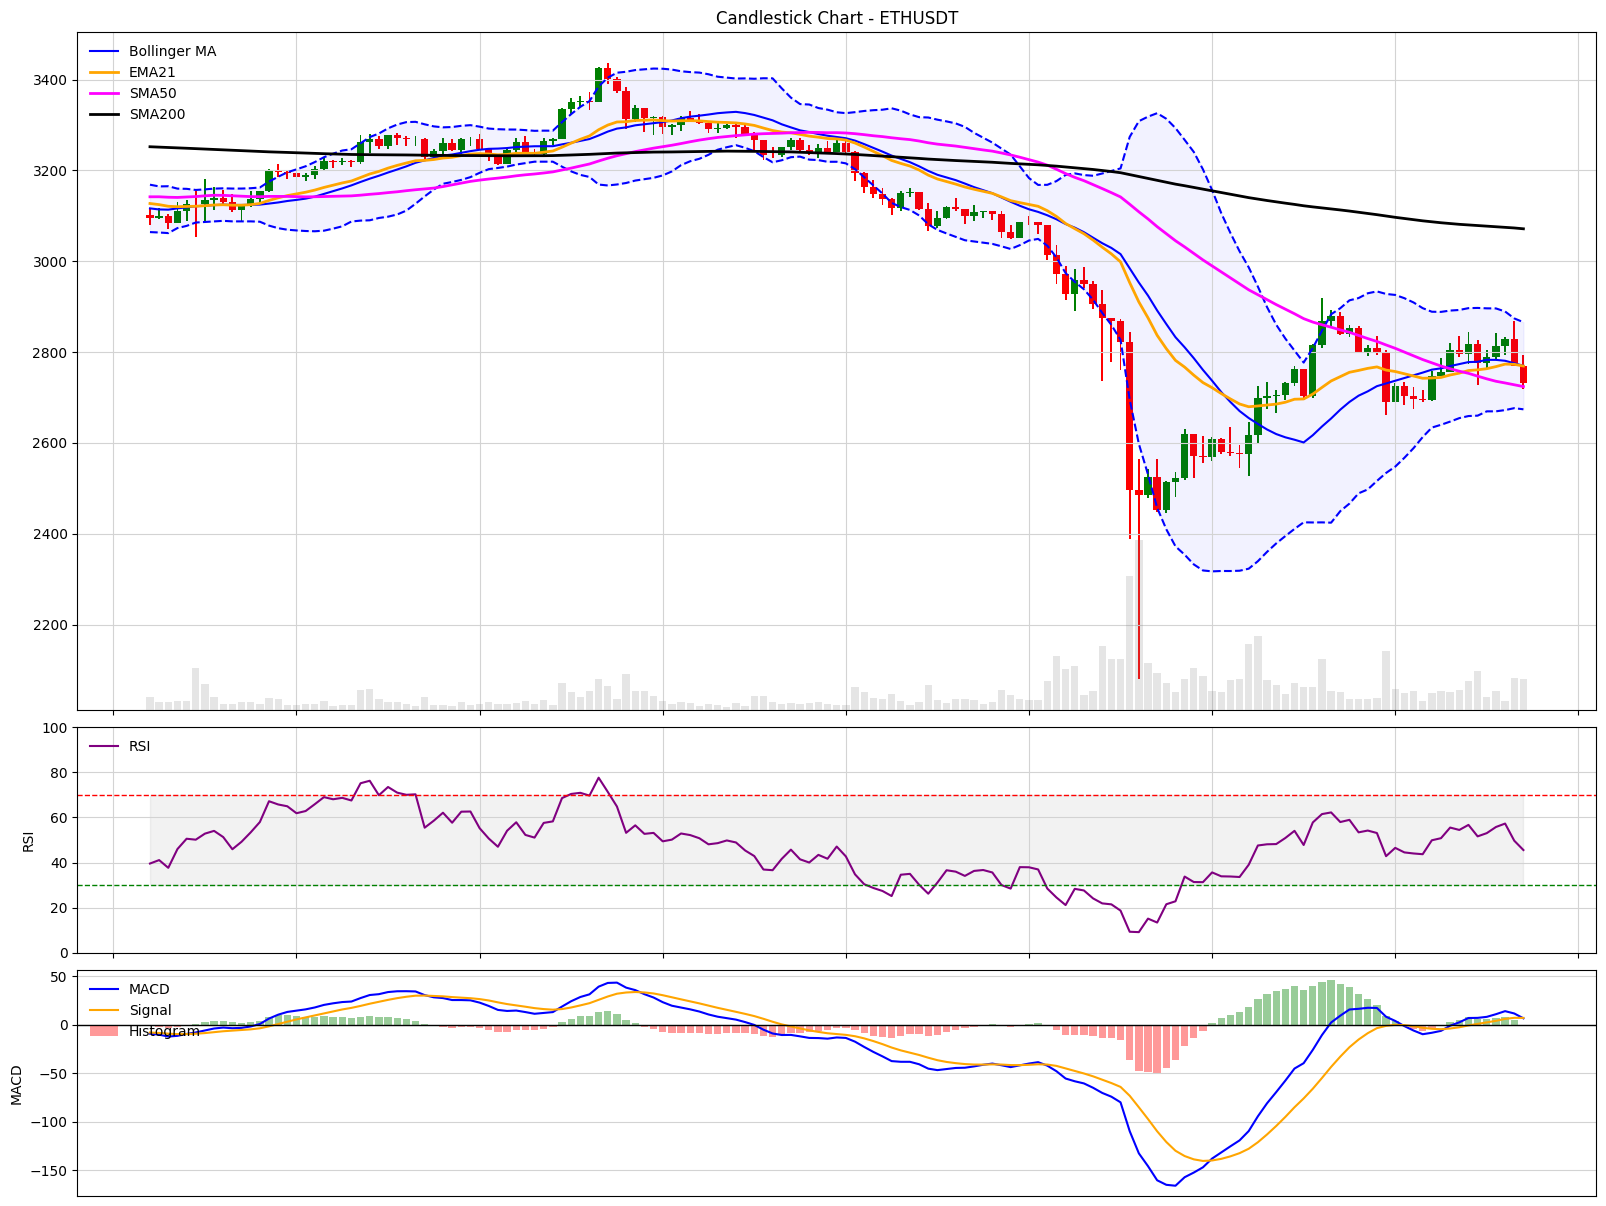 Candlestick Chart - ETHUSDT
Bollinger MA
EMA21
SMA50
SMA200
3400
3200
3000
2800
2600
2400
2200
RSI
100
80
60
40
20
0
RSI
MACD
Signal
Histogram
50
0
−50
−100
−150
MACD